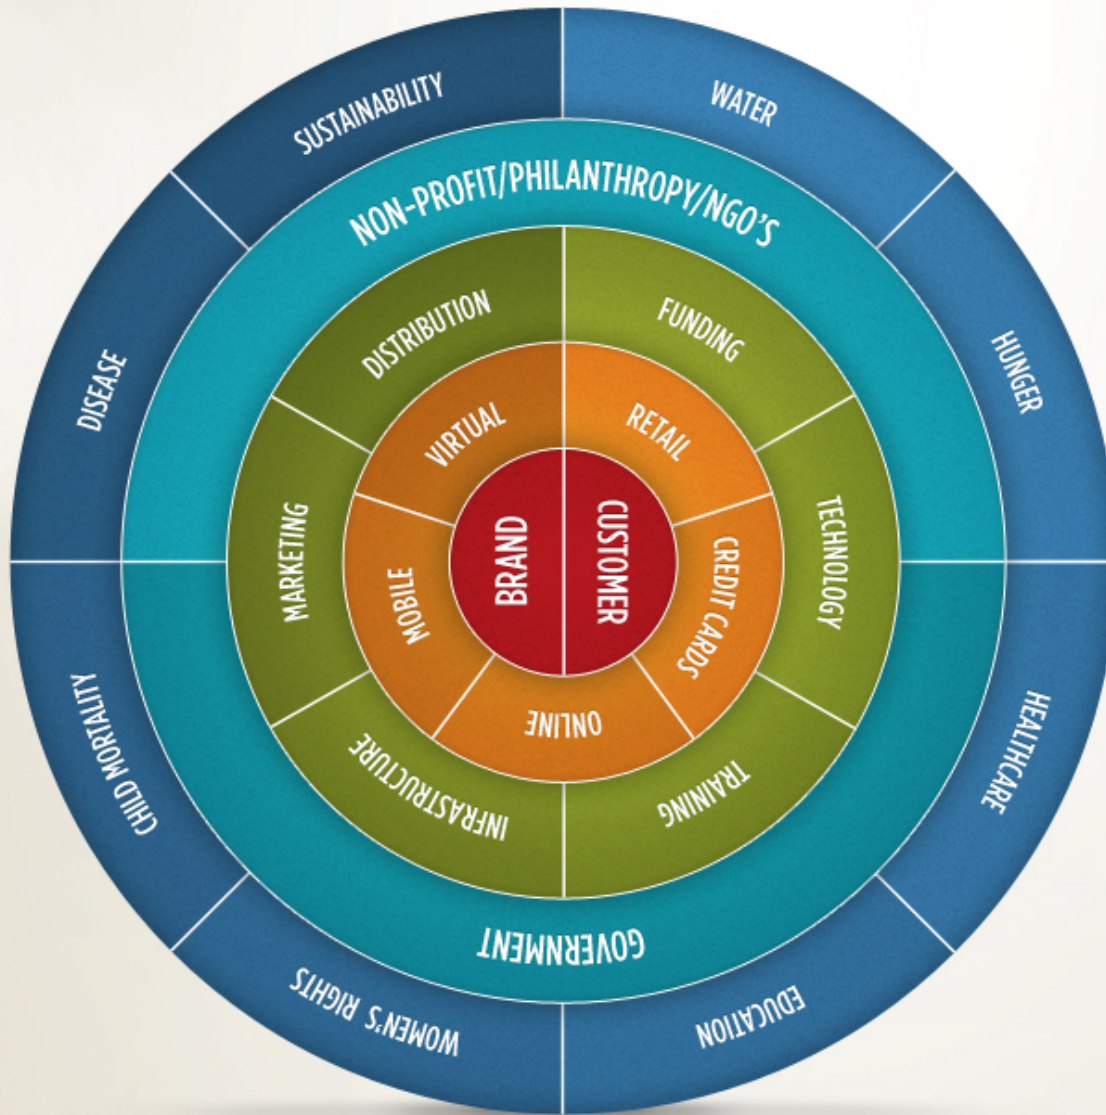 SUSTAINABILITY
WATER
HUNGER
HEALTHCARE
EDUCATION
WOMEN'S RIGHTS
CHILD MORTALITY
DISEASE
NON-PROFIT/PHILANTHROPY/NGO'S
GOVERNMENT
DISTRIBUTION
FUNDING
TECHNOLOGY
TRAINING
INFRASTRUCTURE
MARKETING
VIRTUAL
RETAIL
CREDIT CARDS
ONLINE
MOBILE
BRAND
CUSTOMER